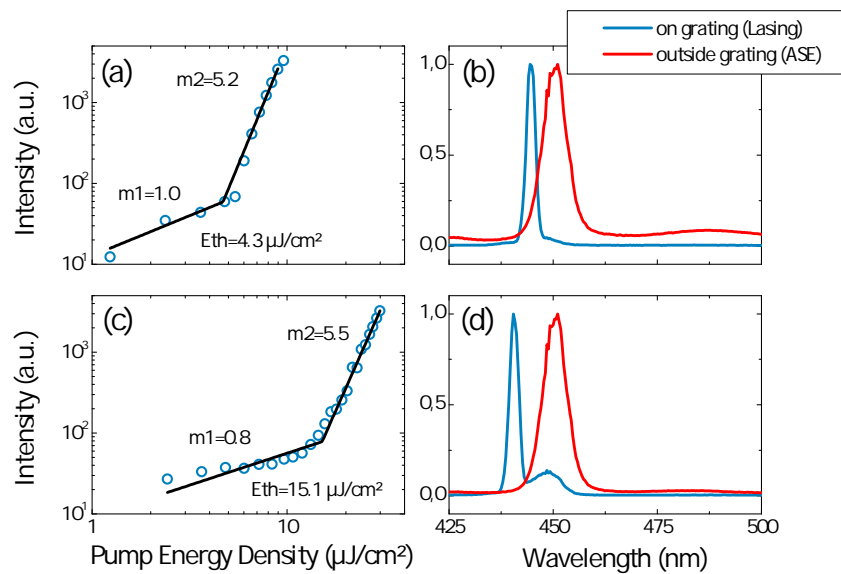 on grating (Lasing)
outside grating (ASE)
(a)
m2=5.2
m1=1.0
Eth=4.3 µJ/cm²
10³
10²
10¹
Intensity (a.u.)
(b)
1,0
0,5
0,0
(c)
m2=5.5
m1=0.8
Eth=15.1 µJ/cm²
10³
10²
10¹
Intensity (a.u.)
1
10
Pump Energy Density (µJ/cm²)
(d)
1,0
0,5
0,0
425
450
475
500
Wavelength (nm)